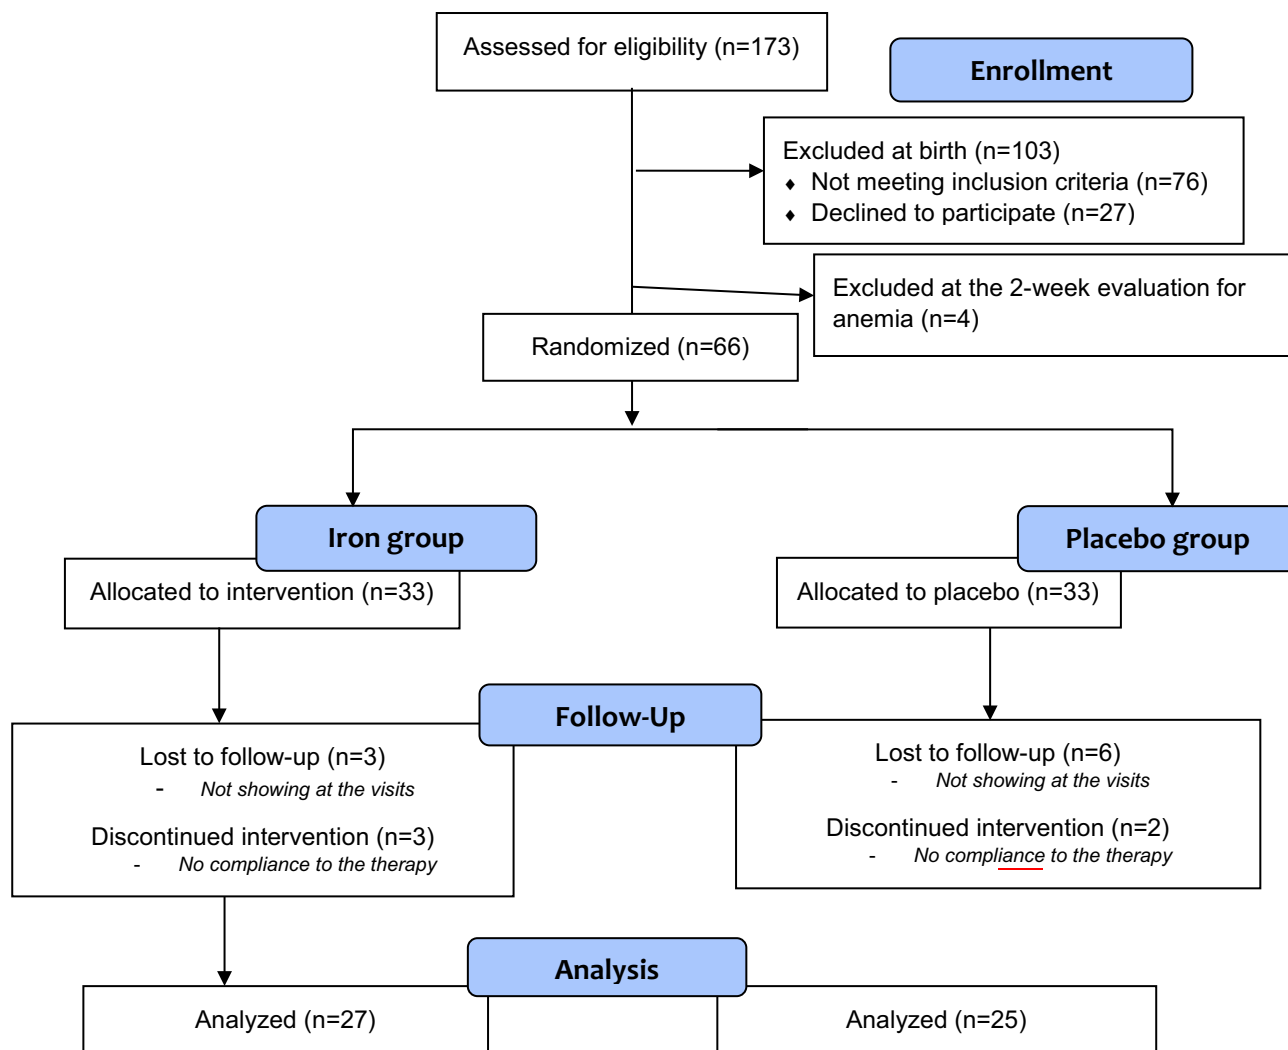 Assessed for eligibility (n=173)
Enrollment
Excluded at birth (n=103)
♦ Not meeting inclusion criteria (n=76)
♦ Declined to participate (n=27)
Excluded at the 2-week evaluation for
anemia (n=4)
Randomized (n=66)
Iron group
Placebo group
Allocated to intervention (n=33)
Allocated to placebo (n=33)
Follow-Up
Lost to follow-up (n=3)
- Not showing at the visits
Discontinued intervention (n=3)
- No compliance to the therapy
Lost to follow-up (n=6)
- Not showing at the visits
Discontinued intervention (n=2)
- No compliance to the therapy
Analysis
Analyzed (n=27)
Analyzed (n=25)